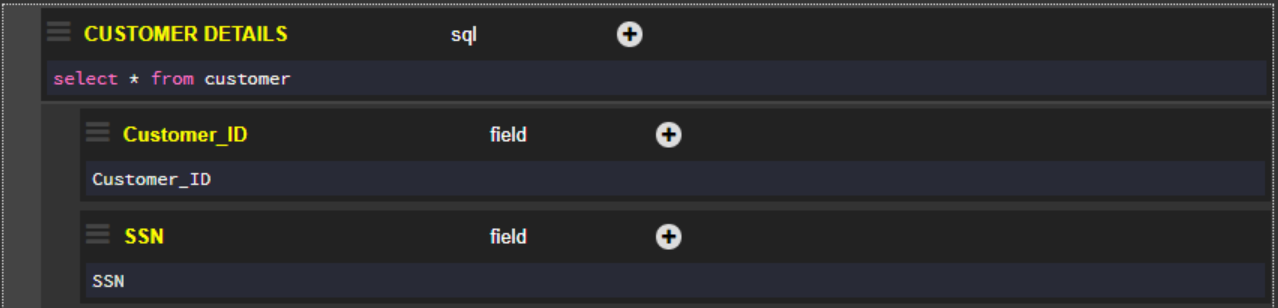 CUSTOMER DETAILS sql
select * from customer
Customer_ID field
Customer_ID
SSN field
SSN